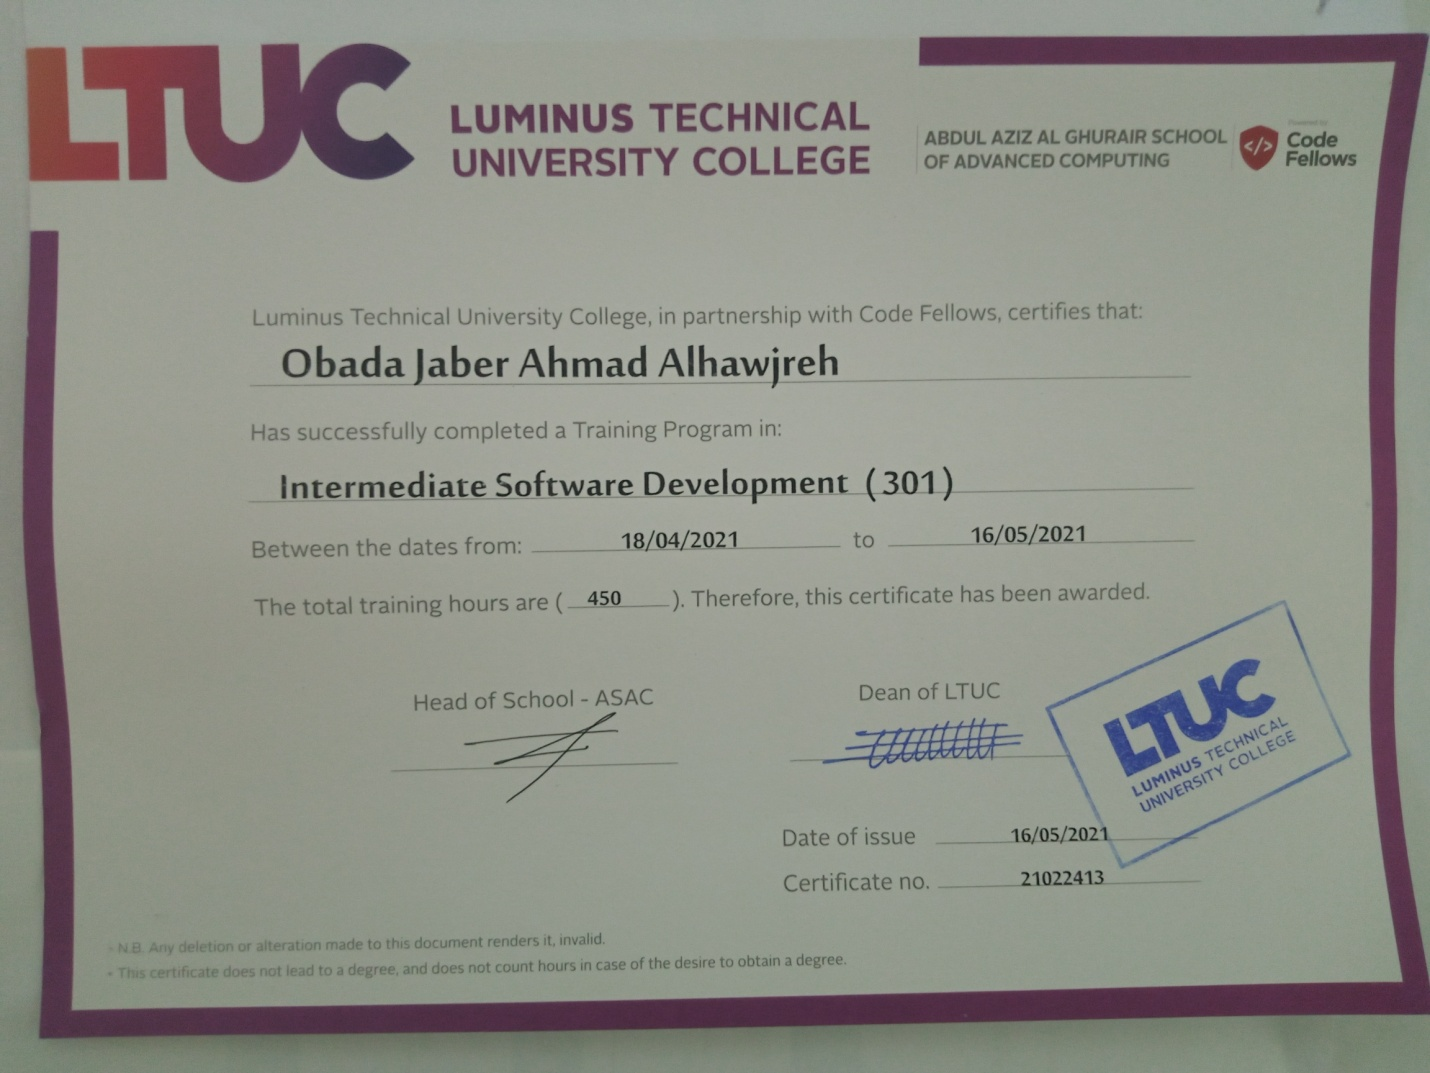 LTUC
LUMINUS TECHNICAL
UNIVERSITY COLLEGE
ABDUL AZIZ AL GHURAIR SCHOOL
OF ADVANCED COMPUTING
Powered by
</>
Code
Fellows
Luminus Technical University College, in partnership with Code Fellows, certifies that:
Obada Jaber Ahmad Alhawjreh
Has successfully completed a Training Program in:
Intermediate Software Development (301)
Between the dates from: 18/04/2021 to 16/05/2021
The total training hours are ( 450 ). Therefore, this certificate has been awarded.
Head of School - ASAC
Dean of LTUC
LTUC
LUMINUS TECHNICAL
UNIVERSITY COLLEGE
Date of issue 16/05/2021
Certificate no. 21022413
- N.B. Any deletion or alteration made to this document renders it, invalid.
• This certificate does not lead to a degree, and does not count hours in case of the desire to obtain a degree.